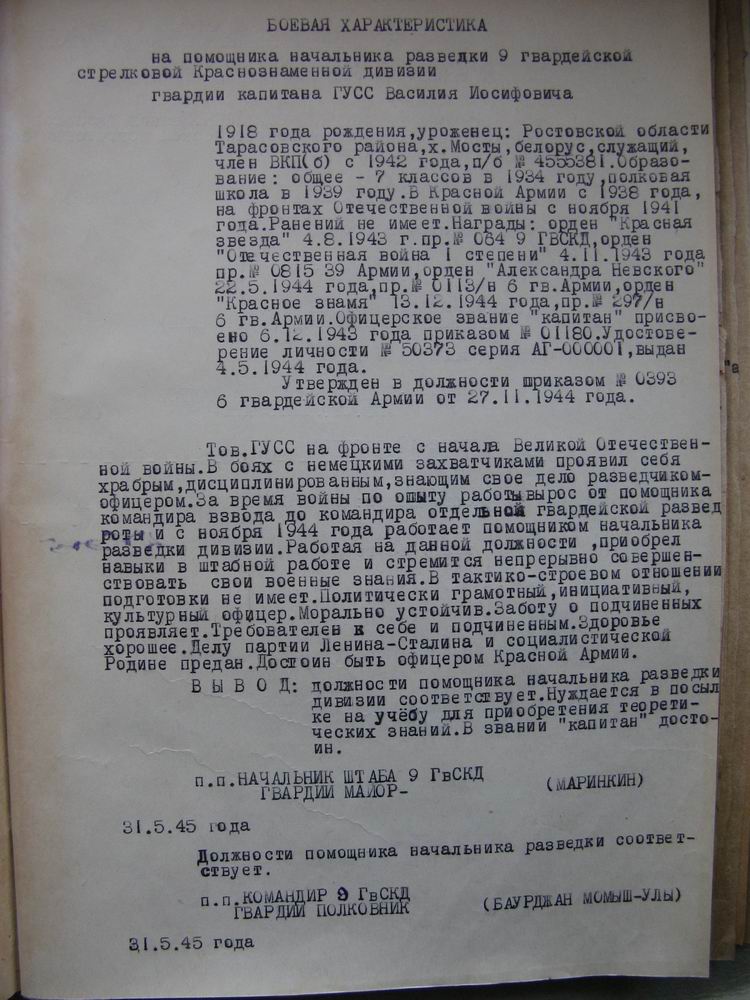 БОЕВАЯ ХАРАКТЕРИСТИКА
на помощника начальника разведки 9 гвардейской
стрелковой Краснознаменной дивизии
гвардии капитана ГУСС Василия Иосифовича
1918 года рождения,уроженец: Ростовской области
Тарасовского района,х.Мосты,белорус,служащий,
член ВКП(б) с 1942 года,п/б № 4555381.Образо-
вание: общее - 7 классов в 1934 году,полковая
школа в 1939 году.В Красной Армии с 1938 года,
на фронтах Отечественной войны с ноября 1941
года.Ранений не имеет.Награды: орден "Красная
звезда" 4.8.1943 г.пр.№ 064 9 ГВСКД,орден
"Отечественная война 1 степени" 4.11.1943 года
пр.№ 0815 39 Армии,орден "Александра Невского"
22.5.1944 года,пр.№ 0113/н 6 гв.Армии,орден
"Красное знамя" 13.12.1944 года,пр.№ 297/н
6 гв.Армии.Офицерское звание "капитан" присво-
ено 6.12.1943 года приказом № 01180.Удостове-
рение личности № 50373 серия АГ-000001,выдан
4.5.1944 года.
Утвержден в должности приказом № 0393
6 гвардейской Армии от 27.11.1944 года.
Тов.ГУСС на фронте с начала Великой Отечествен-
ной войны.В боях с немецкими захватчиками проявил себя
храбрым,дисциплинированным,знающим свое дело разведчиком-
офицером.За время войны по опыту работы вырос от помощника
командира взвода до командира отдельной гвардейской развед
роты и с ноября 1944 года работает помощником начальника
разведки дивизии.Работая на данной должности ,приобрел
навыки в штабной работе и стремится непрерывно совершен-
ствовать свои военные знания.В тактико-строевом отношении
подготовки не имеет.Политически грамотный,инициативный,
культурный офицер.Морально устойчив.Заботу о подчиненных
проявляет.Требователен к себе и подчиненным.Здоровье
хорошее.Делу партии Ленина-Сталина и социалистической
Родине предан.Достоин быть офицером Красной Армии.
В Ы В О Д: должности помощника начальника разведки
дивизии соответствует.Нуждается в посыл
ке на учёбу для приобретения теорети-
ческих знаний.В звании "капитан" досто-
ин.
п.п.НАЧАЛЬНИК ШТАБА 9 ГвСКД
ГВАРДИИ МАЙОР- (МАРИНКИН)
31.5.45 года
Должности помощника начальника разведки соответ-
ствует.
п.п.КОМАНДИР 9 ГвСКД
ГВАРДИИ ПОЛКОВНИК (БАУРДЖАН МОМЫШ-УЛЫ)
31.5.45 года